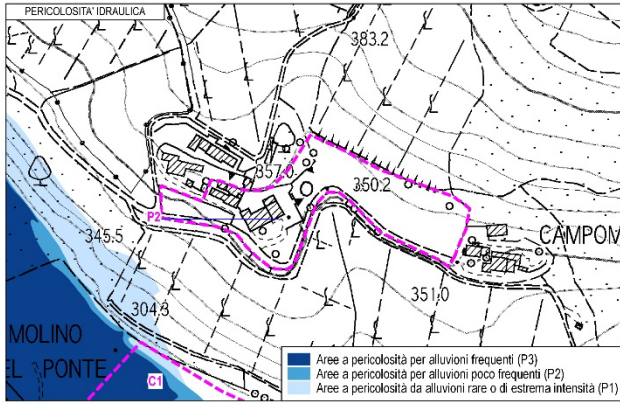 PERICOLOSITA' IDRAULICA
383.2
357.
350.2
P2
345.5
CAMPOM
304.3
351.0
MOLINO
EL PONTE
C1
Aree a pericolosità per alluvioni frequenti (P3)
Aree a pericolosità per alluvioni poco frequenti (P2)
Aree a pericolosità da alluvioni rare o di estrema intensità (P1)